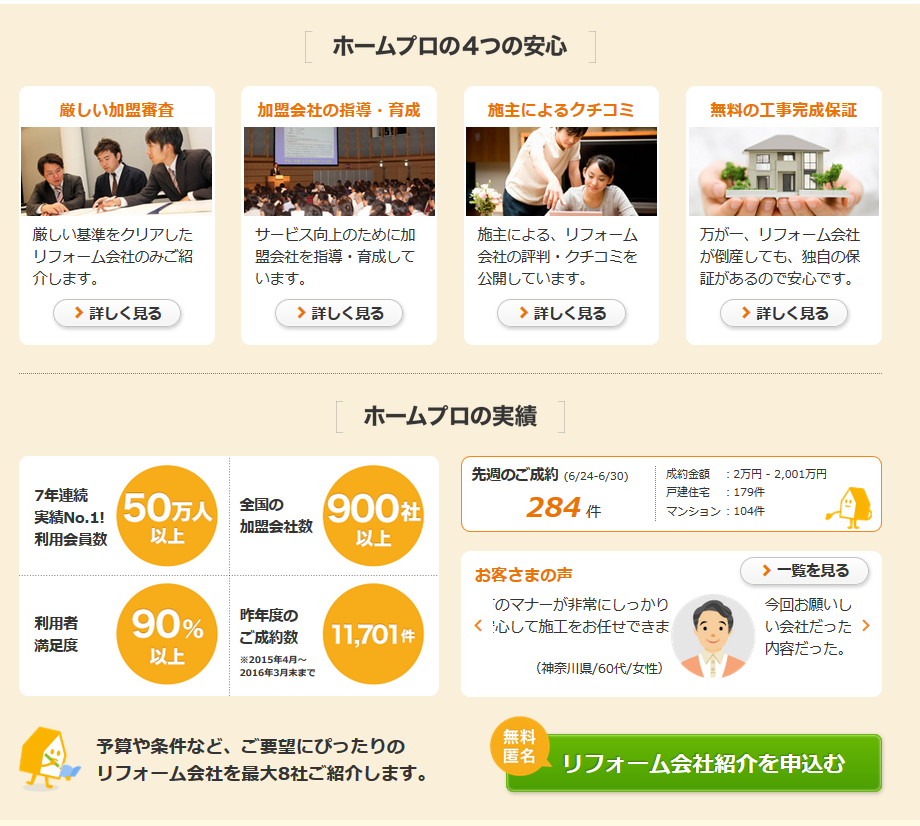 ホームプロの4つの安心
厳しい加盟審査
厳しい基準をクリアした
リフォーム会社のみご紹
介します。
詳しく見る
加盟会社の指導・育成
サービス向上のために加
盟会社を指導・育成して
います。
詳しく見る
施主によるクチコミ
施主による、リフォーム
会社の評判・クチコミを
公開しています。
詳しく見る
無料の工事完成保証
万が一、リフォーム会社
が倒産しても、独自の保
証があるので安心です。
詳しく見る
ホームプロの実績
7年連続
実績No.1!
利用会員数
50万人
以上
全国の
加盟会社数
900社
以上
利用者
満足度
90%
以上
昨年度の
ご成約数
※2015年4月～
2016年3月末まで
11,701件
先週のご成約 (6/24-6/30)
284 件
成約金額 ：2万円 - 2,001万円
戸建住宅 ：179件
マンション：104件
お客さまの声
一覧を見る
のマナーが非常にしっかり
心して施工をお任せできま
（神奈川県/60代/女性）
今回お願いし
い会社だった
内容だった。
予算や条件など、ご要望にぴったりの
リフォーム会社を最大8社ご紹介します。
無料
匿名
リフォーム会社紹介を申込む